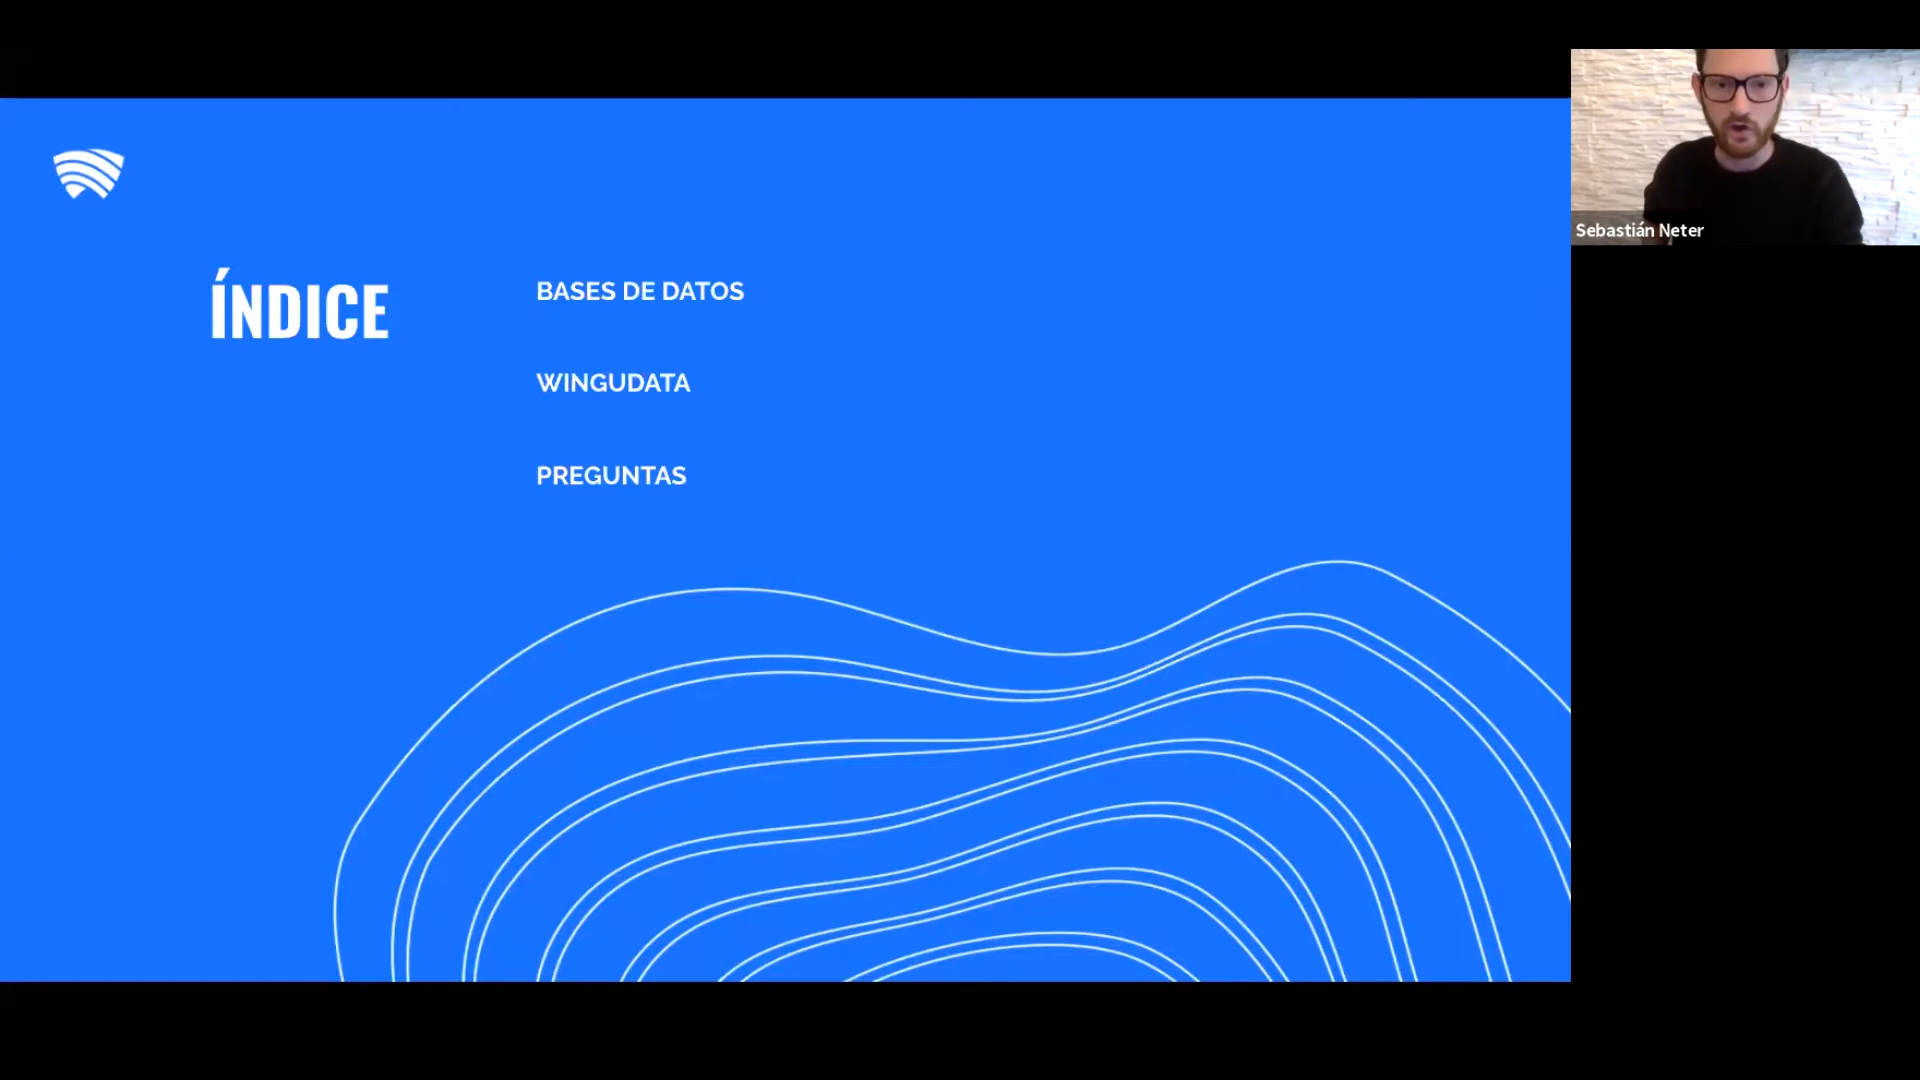 ÍNDICE
BASES DE DATOS
WINGUDATA
PREGUNTAS
Sebastián Neter